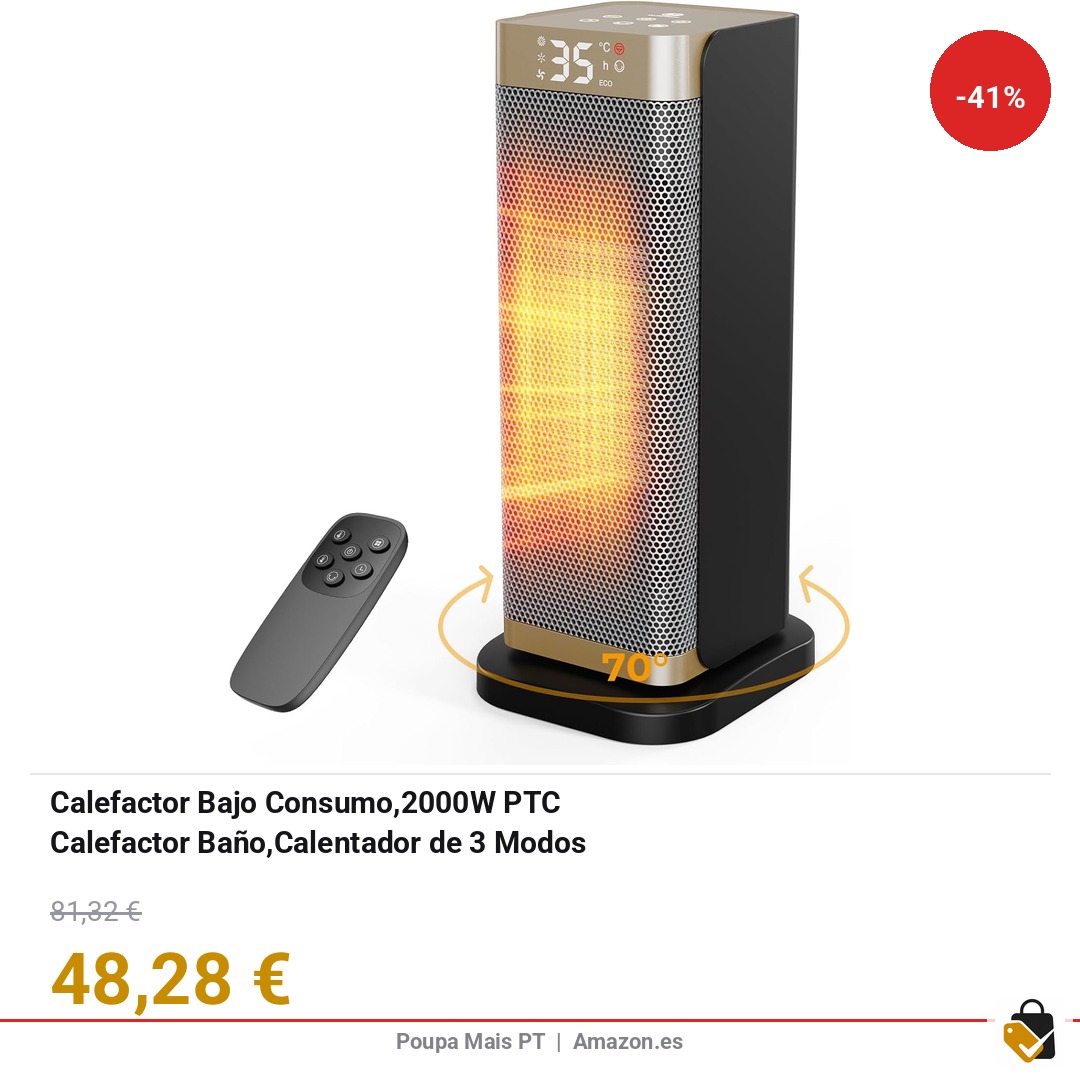 35
°C
h
ECO
-41%
70°
Calefactor Bajo Consumo,2000W PTC
Calefactor Baño,Calentador de 3 Modos
81,32 €
48,28 €
Poupa Mais PT | Amazon.es